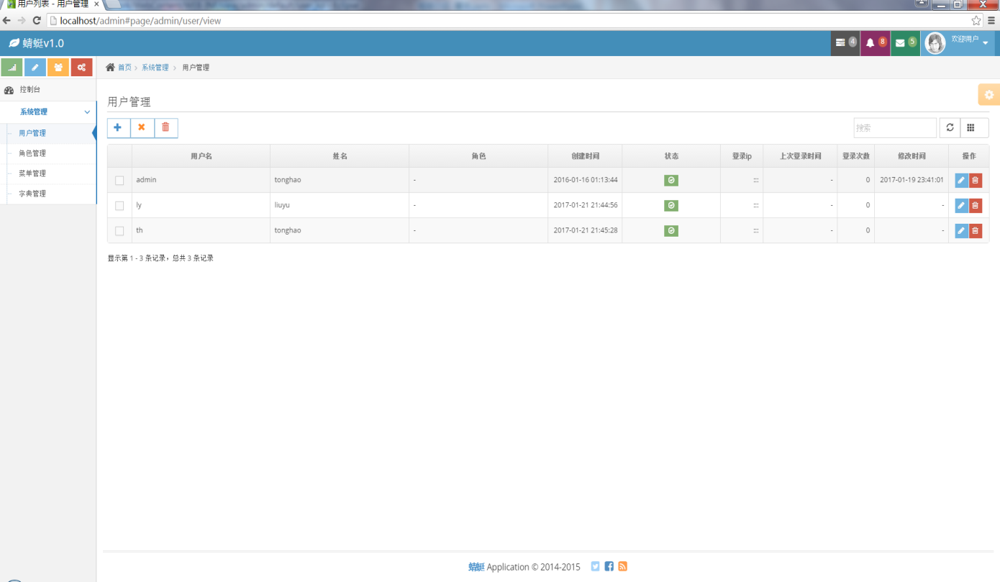 用户列表 - 用户管理
localhost/admin#page/admin/user/view
蜻蜓v1.0
4
8
5
欢迎用户
首页 > 系统管理 > 用户管理
控制台
系统管理
用户管理
角色管理
菜单管理
字典管理
用户管理
搜索
用户名 姓名 角色 创建时间 状态 登录ip 上次登录时间 登录次数 修改时间 操作
admin tonghao - 2016-01-16 01:13:44 ::: - 0 2017-01-19 23:41:01
ly liuyu - 2017-01-21 21:44:56 ::: - 0 -
th tonghao - 2017-01-21 21:45:28 ::: - 0 -
显示第 1 - 3 条记录，总共 3 条记录
蜻蜓 Application © 2014-2015